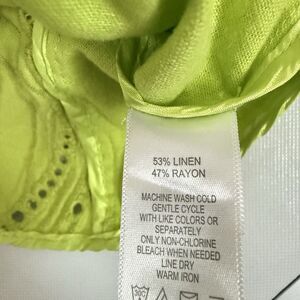 53% LINEN
47% RAYON
MACHINE WASH COLD
GENTLE CYCLE
WITH LIKE COLORS OR
SEPARATELY
ONLY NON-CHLORINE
BLEACH WHEN NEEDED
LINE DRY
WARM IRON